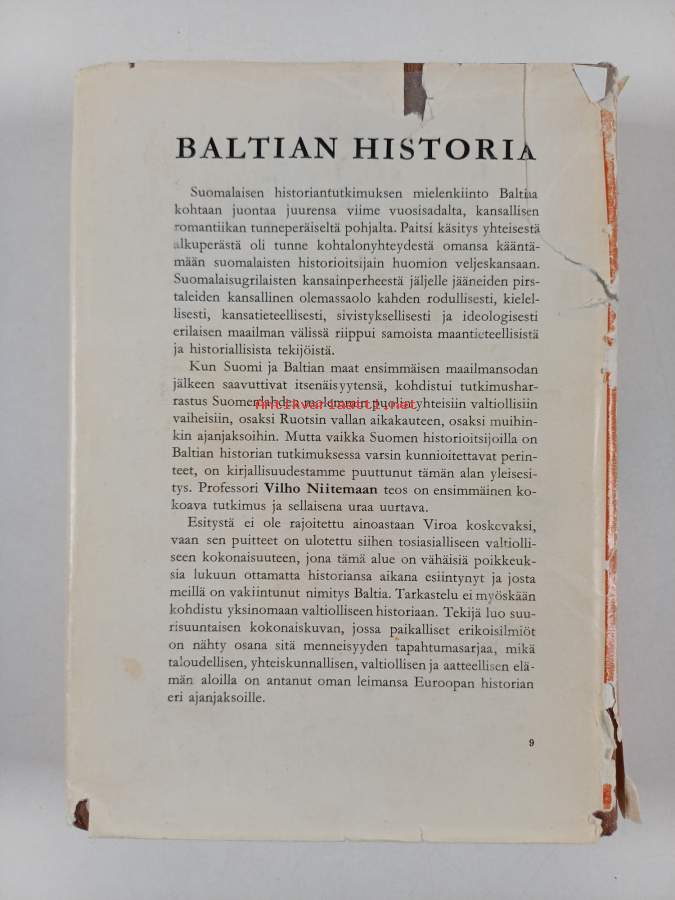 BALTIAN HISTORIA
Suomalaisen historiantutkimuksen mielenkiinto Baltiaa
kohtaan juontaa juurensa viime vuosisadalta, kansallisen
romantiikan tunneperäiseltä pohjalta. Paitsi käsitys yhteisestä
alkuperästä oli tunne kohtalonyhteydestä omansa kääntä-
mään suomalaisten historioitsijain huomion veljeskansaan.
Suomalaisugrilaisten kansainperheestä jäljelle jääneiden pirs-
taleiden kansallinen olemassaolo kahden rodullisesti, kielel-
lisesti, kansatieteellisesti, sivistyksellisesti ja ideologisesti
erilaisen maailman välissä riippui samoista maantieteellisistä
ja historiallisista tekijöistä.
Kun Suomi ja Baltian maat ensimmäisen maailmansodan
jälkeen saavuttivat itsenäisyytensä, kohdistui tutkimushar-
rastus Suomenlahden molemmin puolin yhteisiin valtiollisiin
Antikvariaatti.net
vaiheisiin, osaksi Ruotsin vallan aikakauteen, osaksi muihin-
kin ajanjaksoihin. Mutta vaikka Suomen historioitsijoilla on
Baltian historian tutkimuksessa varsin kunnioitettavat perin-
teet, on kirjallisuudestamme puuttunut tämän alan yleisesi-
tys. Professori Vilho Niitemaan teos on ensimmäinen ko-
koava tutkimus ja sellaisena uraa uurtava.
Esitystä ei ole rajoitettu ainoastaan Viroa koskevaksi,
vaan sen puitteet on ulotettu siihen tosiasialliseen valtiolli-
seen kokonaisuuteen, jona tämä alue on vähäisiä poikkeuk-
sia lukuun ottamatta historiansa aikana esiintynyt ja josta
meillä on vakiintunut nimitys Baltia. Tarkastelu ei myöskään
kohdistu yksinomaan valtiolliseen historiaan. Tekijä luo suu-
risuuntaisen kokonaiskuvan, jossa paikalliset erikoisilmiöt
on nähty osana sitä menneisyyden tapahtumasarjaa, mikä
taloudellisen, yhteiskunnallisen, valtiollisen ja aatteellisen elä-
män aloilla on antanut oman leimansa Euroopan historian
eri ajanjaksoille.
9